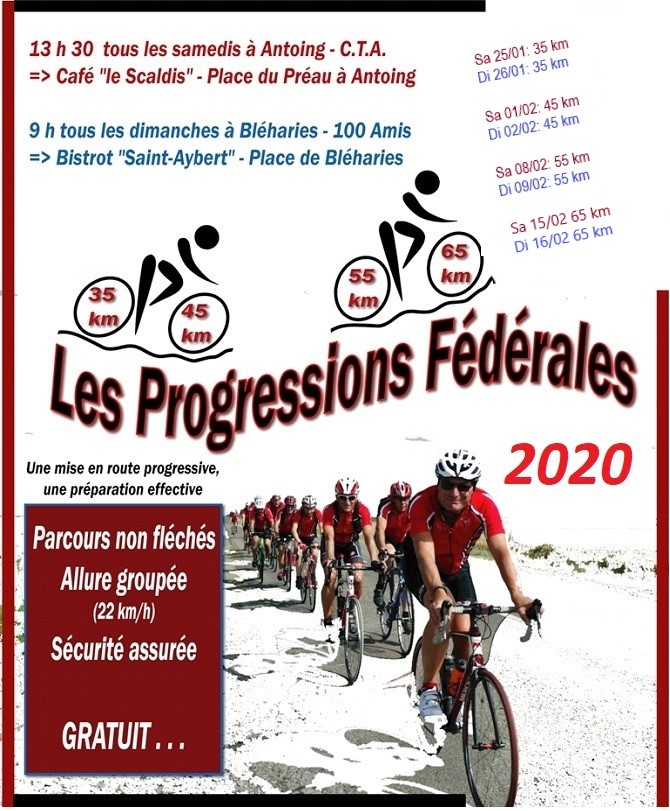 13 h 30 tous les samedis à Antoing - C.T.A.
=> Café "le Scaldis" - Place du Préau à Antoing
9 h tous les dimanches à Bléharies - 100 Amis
=> Bistrot "Saint-Aybert" - Place de Bléharies
Sa 25/01: 35 km
Di 26/01: 35 km
Sa 01/02: 45 km
Di 02/02: 45 km
Sa 08/02: 55 km
Di 09/02: 55 km
Sa 15/02 65 km
Di 16/02 65 km
35
km
45
km
55
km
65
km
Les Progressions Fédérales
2020
Une mise en route progressive,
une préparation effective
Parcours non fléchés
Allure groupée
(22 km/h)
Sécurité assurée
GRATUIT . . .